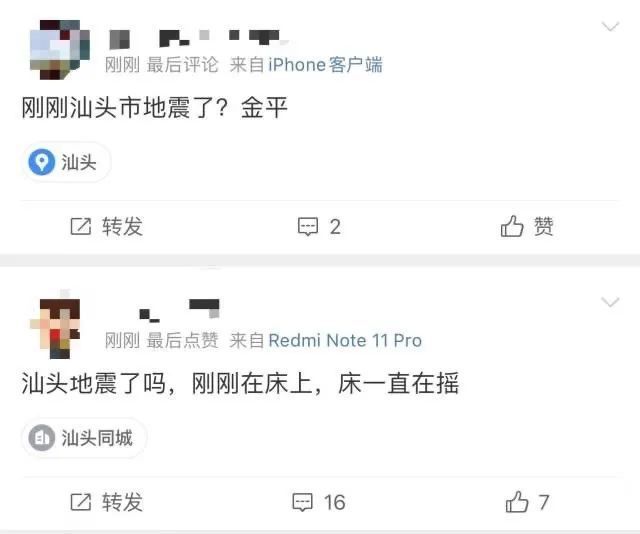 刚刚 最后评论 来自iPhone客户端
刚刚汕头市地震了？金平
汕头
转发 2 赞
刚刚 最后点赞 来自Redmi Note 11 Pro
汕头地震了吗，刚刚在床上，床一直在摇
汕头同城
转发 16 7